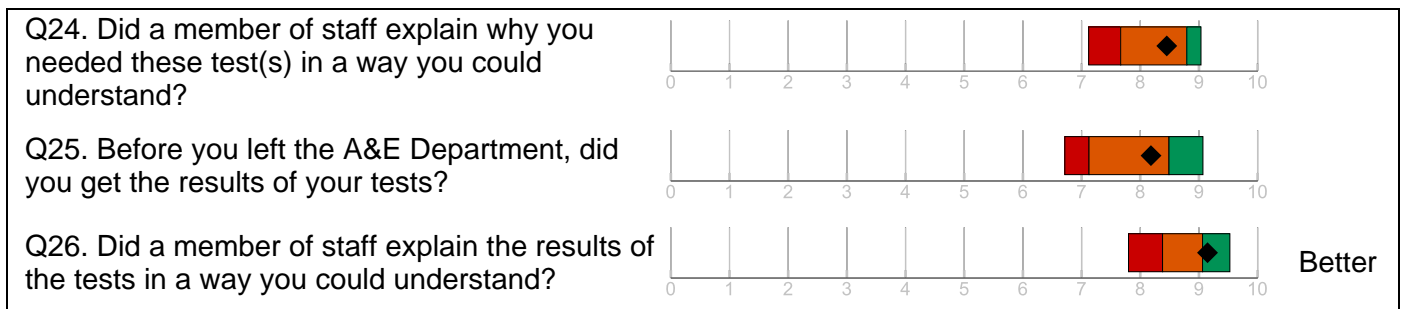 Q24. Did a member of staff explain why you
needed these test(s) in a way you could
understand?
0 1 2 3 4 5 6 7 8 9 10
Q25. Before you left the A&E Department, did
you get the results of your tests?
0 1 2 3 4 5 6 7 8 9 10
Q26. Did a member of staff explain the results of
the tests in a way you could understand?
0 1 2 3 4 5 6 7 8 9 10
Better